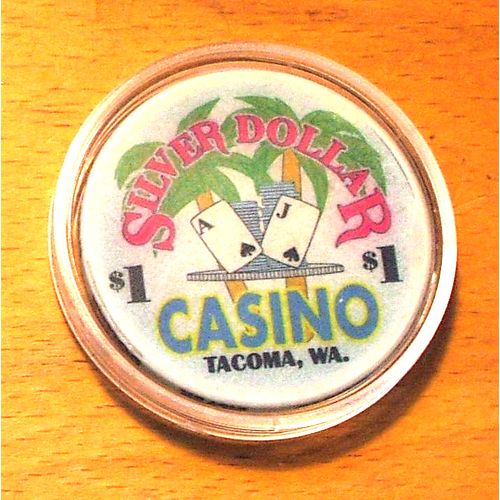 SILVER DOLLAR
A
J
$1
$1
CASINO
TACOMA, WA.